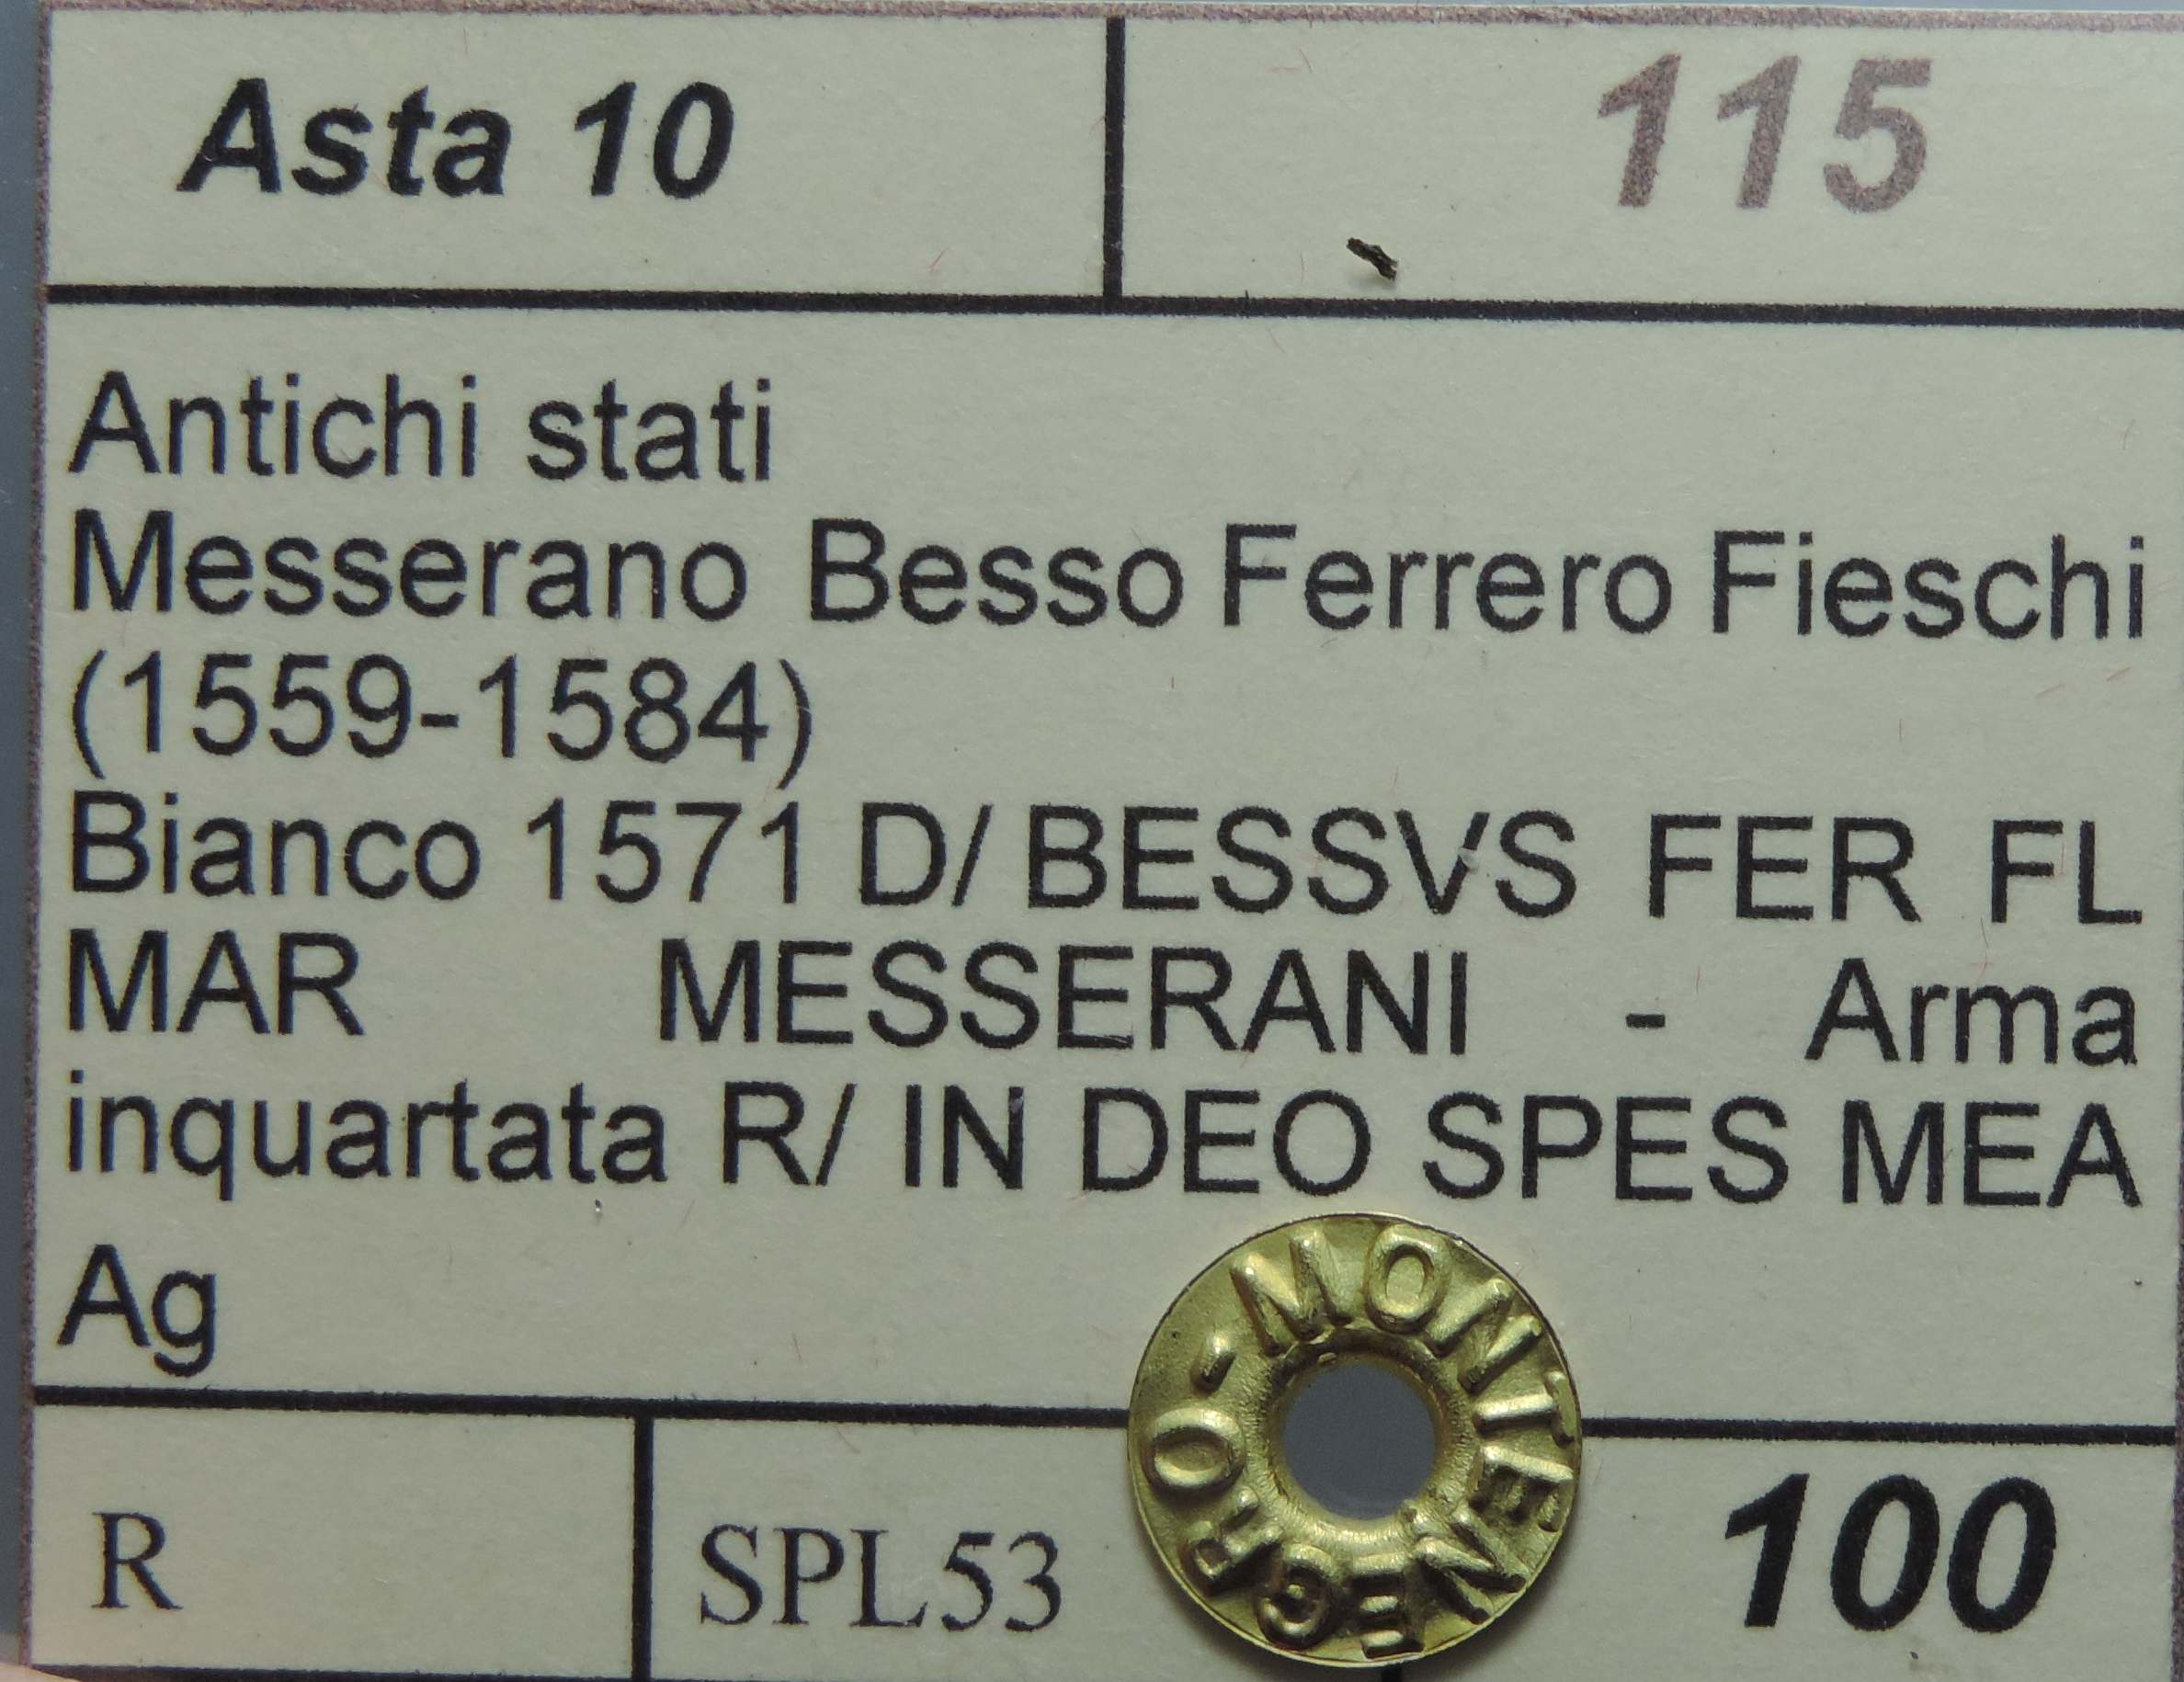 Asta 10 115
Antichi stati
Messerano Besso Ferrero Fieschi
(1559-1584)
Bianco 1571 D/ BESSVS FER FL
MAR MESSERANI - Arma
inquartata R/ IN DEO SPES MEA
Ag
R SPL53 100
MONTENEGRO -